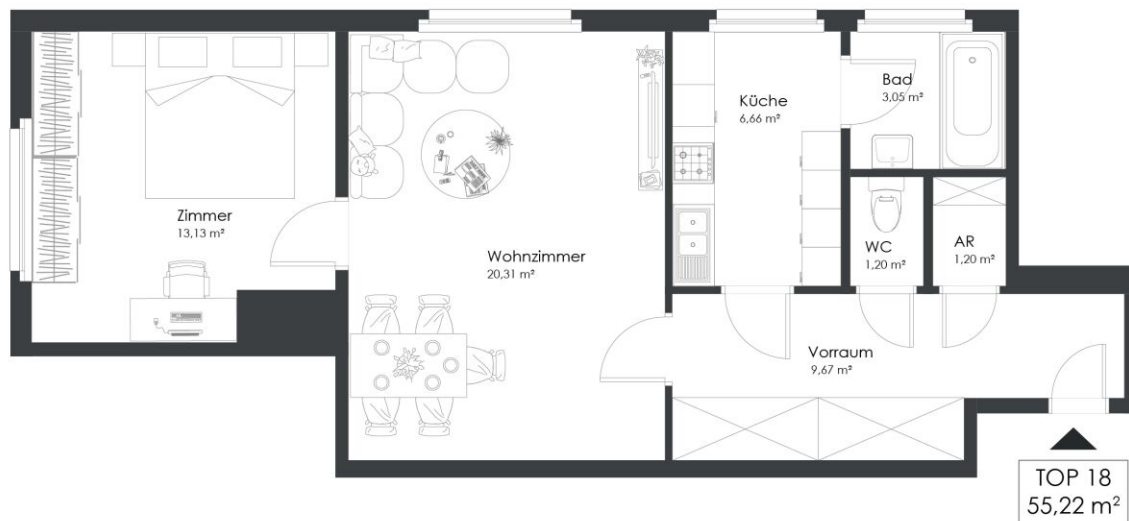 Zimmer
13,13 m²
Wohnzimmer
20,31 m²
Küche
6,66 m²
Bad
3,05 m²
WC
1,20 m²
AR
1,20 m²
Vorraum
9,67 m²
TOP 18
55,22 m²